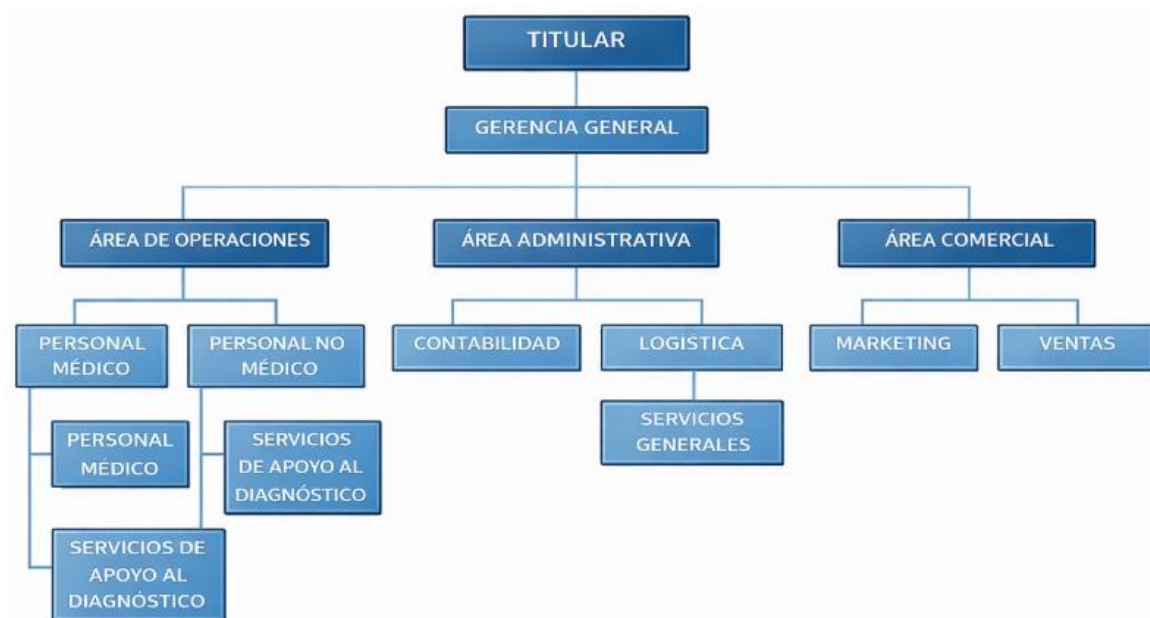 TITULAR
GERENCIA GENERAL
ÁREA DE OPERACIONES
ÁREA ADMINISTRATIVA
ÁREA COMERCIAL
PERSONAL
MÉDICO
PERSONAL NO
MÉDICO
CONTABILIDAD
LOGÍSTICA
MARKETING
VENTAS
PERSONAL
MÉDICO
SERVICIOS
DE APOYO AL
DIAGNÓSTICO
SERVICIOS
GENERALES
SERVICIOS DE
APOYO AL
DIAGNÓSTICO